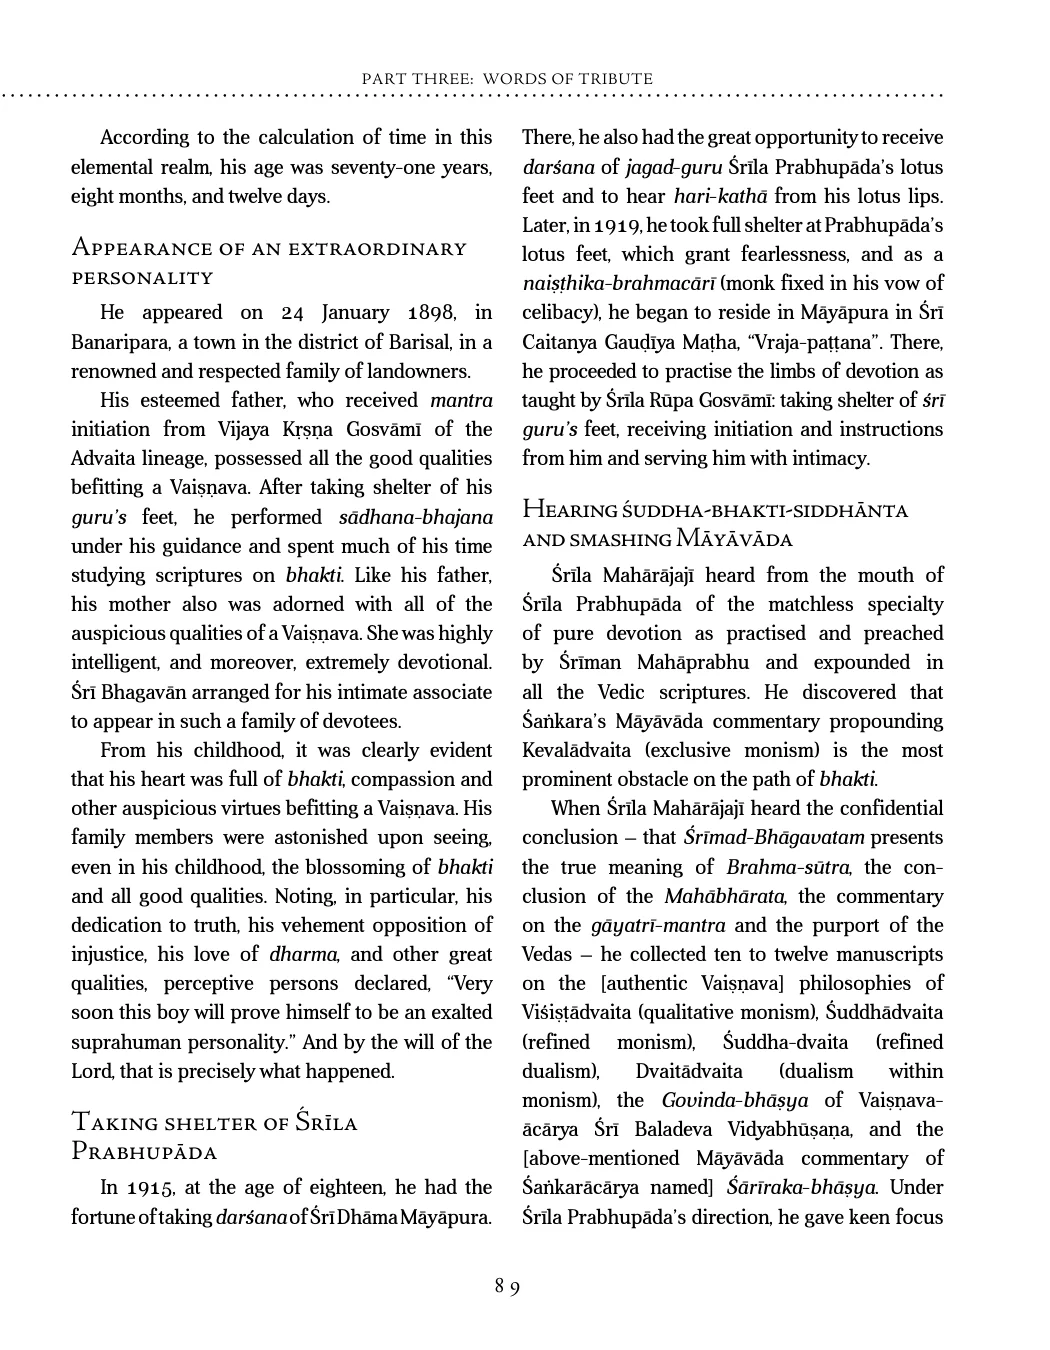 PART THREE: WORDS OF TRIBUTE
According to the calculation of time in this
elemental realm, his age was seventy-one years,
eight months, and twelve days.
Appearance of an extraordinary
personality
He appeared on 24 January 1898, in
Banaripara, a town in the district of Barisal, in a
renowned and respected family of landowners.
His esteemed father, who received mantra
initiation from Vijaya Kṛṣṇa Gosvāmī of the
Advaita lineage, possessed all the good qualities
befitting a Vaiṣṇava. After taking shelter of his
guru’s feet, he performed sādhana-bhajana
under his guidance and spent much of his time
studying scriptures on bhakti. Like his father,
his mother also was adorned with all of the
auspicious qualities of a Vaiṣṇava. She was highly
intelligent, and moreover, extremely devotional.
Śrī Bhagavān arranged for his intimate associate
to appear in such a family of devotees.
From his childhood, it was clearly evident
that his heart was full of bhakti, compassion and
other auspicious virtues befitting a Vaiṣṇava. His
family members were astonished upon seeing,
even in his childhood, the blossoming of bhakti
and all good qualities. Noting, in particular, his
dedication to truth, his vehement opposition of
injustice, his love of dharma, and other great
qualities, perceptive persons declared, “Very
soon this boy will prove himself to be an exalted
suprahuman personality.” And by the will of the
Lord, that is precisely what happened.
Taking shelter of Śrīla
Prabhupāda
In 1915, at the age of eighteen, he had the
fortune of taking darśana of Śrī Dhāma Māyāpura.
There, he also had the great opportunity to receive
darśana of jagad-guru Śrīla Prabhupāda’s lotus
feet and to hear hari-kathā from his lotus lips.
Later, in 1919, he took full shelter at Prabhupāda’s
lotus feet, which grant fearlessness, and as a
naiṣṭhika-brahmacārī (monk fixed in his vow of
celibacy), he began to reside in Māyāpura in Śrī
Caitanya Gauḍīya Maṭha, “Vraja-paṭṭana”. There,
he proceeded to practise the limbs of devotion as
taught by Śrīla Rūpa Gosvāmī: taking shelter of śrī
guru’s feet, receiving initiation and instructions
from him and serving him with intimacy.
Hearing śuddha-bhakti-siddhānta
and smashing Māyāvāda
Śrīla Mahārājajī heard from the mouth of
Śrīla Prabhupāda of the matchless specialty
of pure devotion as practised and preached
by Śrīman Mahāprabhu and expounded in
all the Vedic scriptures. He discovered that
Śaṅkara’s Māyāvāda commentary propounding
Kevalādvaita (exclusive monism) is the most
prominent obstacle on the path of bhakti.
When Śrīla Mahārājajī heard the confidential
conclusion – that Śrīmad-Bhāgavatam presents
the true meaning of Brahma-sūtra, the con-
clusion of the Mahābhārata, the commentary
on the gāyatrī-mantra and the purport of the
Vedas – he collected ten to twelve manuscripts
on the [authentic Vaiṣṇava] philosophies of
Viśiṣṭādvaita (qualitative monism), Śuddhādvaita
(refined monism), Śuddha-dvaita (refined
dualism), Dvaitādvaita (dualism within
monism), the Govinda-bhāṣya of Vaiṣṇava-
ācārya Śrī Baladeva Vidyabhūṣaṇa, and the
[above-mentioned Māyāvāda commentary of
Śaṅkarācārya named] Śārīraka-bhāṣya. Under
Śrīla Prabhupāda’s direction, he gave keen focus
89